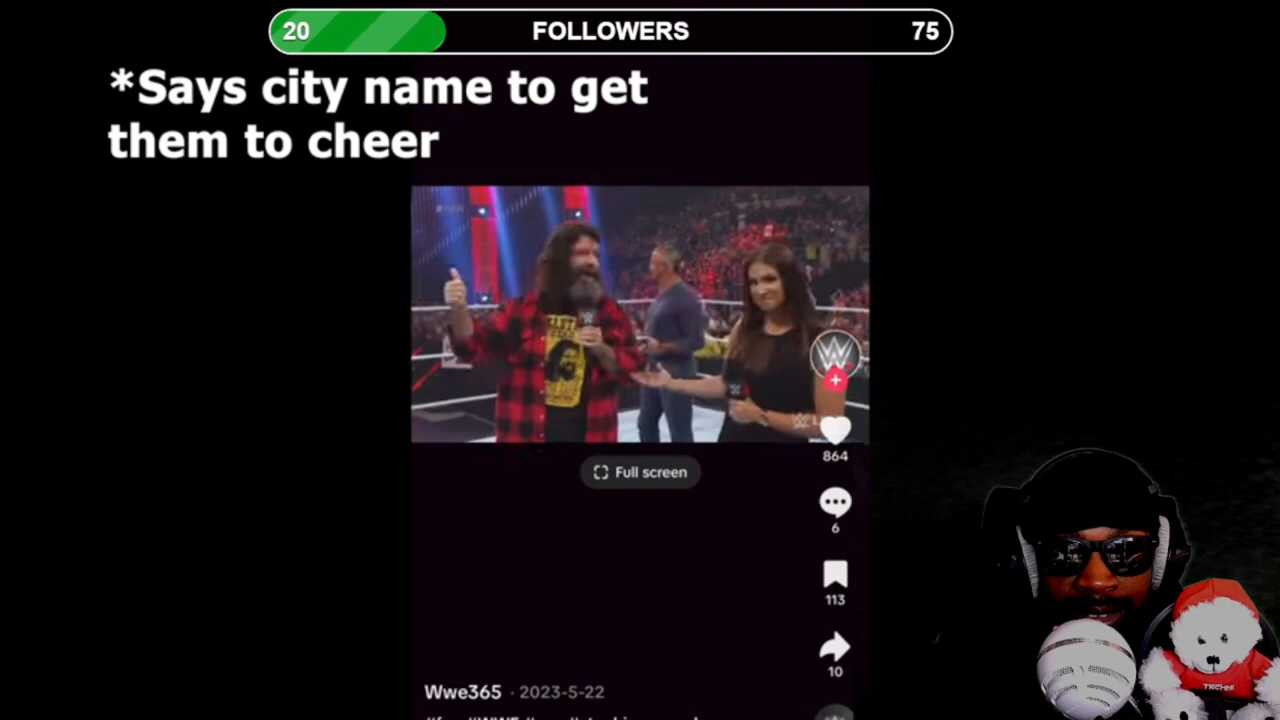 20 FOLLOWERS 75
*Says city name to get
them to cheer
864
Full screen
6
113
10
TECHNI
Wwe365 · 2023-5-22